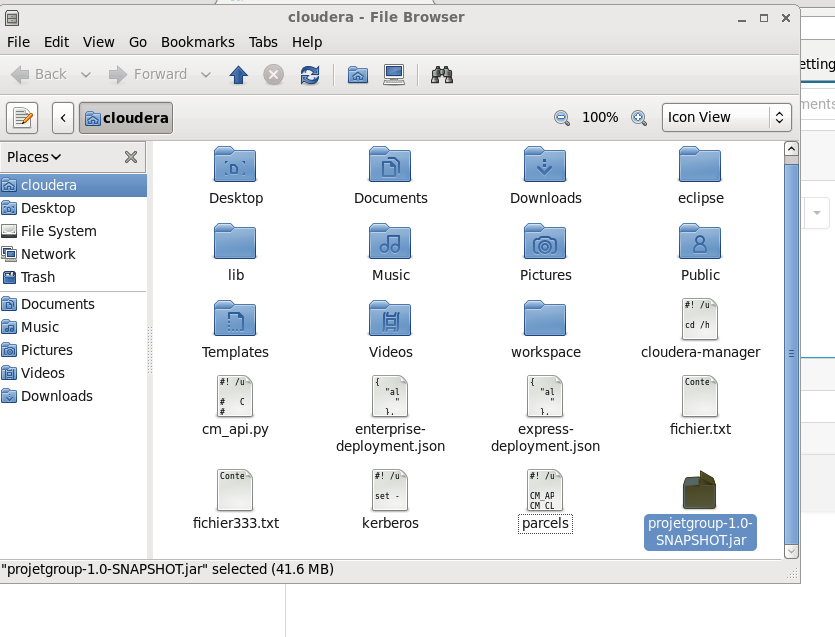 cloudera - File Browser
File Edit View Go Bookmarks Tabs Help
Back Forward
cloudera 100% Icon View
Places
cloudera
Desktop
File System
Network
Trash
Documents
Music
Pictures
Videos
Downloads
Desktop Documents Downloads eclipse
lib Music Pictures Public
#! /u
cd /h
Templates Videos workspace cloudera-manager
#! /u
# C
#
{
"al
"
},
{
"al
"
},
Conte
cm_api.py enterprise-
deployment.json
express-
deployment.json
fichier.txt
Conte
#! /u
set -
#! /u
CM_AP
CM_CL
fichier333.txt kerberos parcels projetgroup-1.0-
SNAPSHOT.jar
"projetgroup-1.0-SNAPSHOT.jar" selected (41.6 MB)
etting
ments